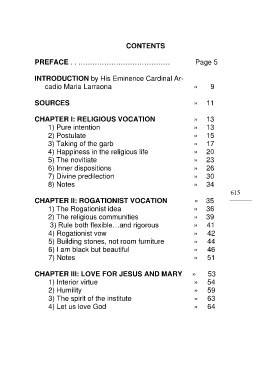 CONTENTS
PREFACE . . ………………………………. Page 5
INTRODUCTION by His Eminence Cardinal Ar-
cadio Maria Larraona » 9
SOURCES » 11
CHAPTER I: RELIGIOUS VOCATION » 13
1) Pure intention » 13
2) Postulate » 15
3) Taking of the garb » 17
4) Happiness in the religious life » 20
5) The novitiate » 23
6) Inner dispositions » 26
7) Divine predilection » 30
8) Notes » 34
615
CHAPTER II: ROGATIONIST VOCATION » 35
1) The Rogationist idea » 36
2) The religious communities » 39
3) Rule both flexible…and rigorous » 41
4) Rogationist vow » 42
5) Building stones, not room furniture » 44
6) I am black but beautiful » 46
7) Notes » 51
CHAPTER III: LOVE FOR JESUS AND MARY » 53
1) Interior virtue » 54
2) Humility » 59
3) The spirit of the institute » 63
4) Let us love God » 64